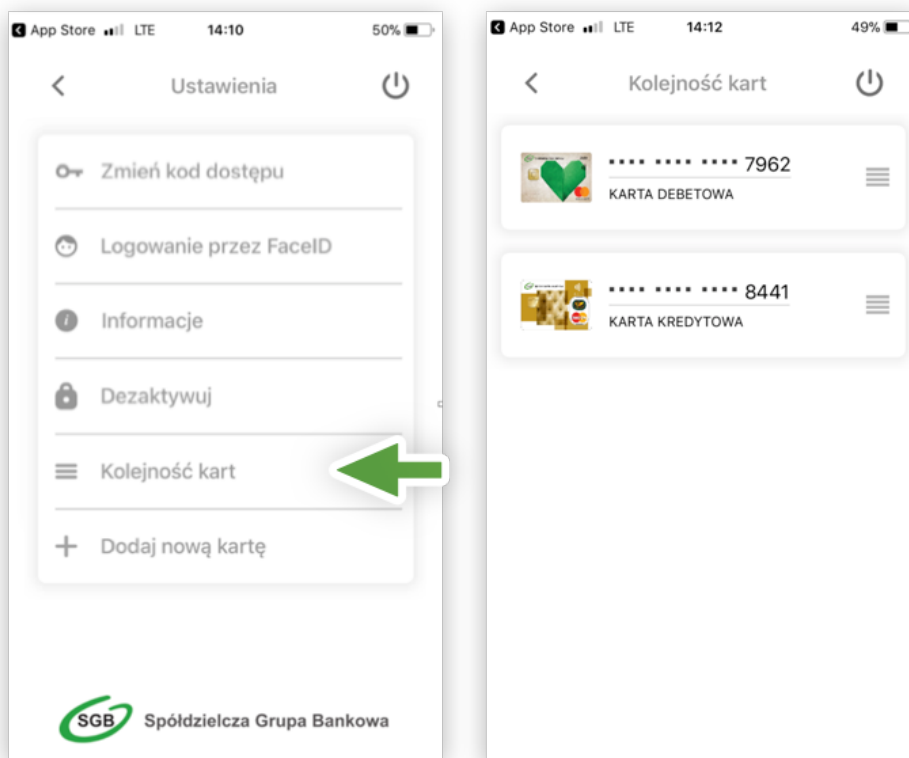 App Store LTE 14:10 50%
Ustawienia
Zmień kod dostępu
Logowanie przez FaceID
Informacje
Dezaktywuj
Kolejność kart
Dodaj nową kartę
SGB Spółdzielcza Grupa Bankowa
App Store LTE 14:12 49%
Kolejność kart
•••• •••• •••• 7962
KARTA DEBETOWA
•••• •••• •••• 8441
KARTA KREDYTOWA